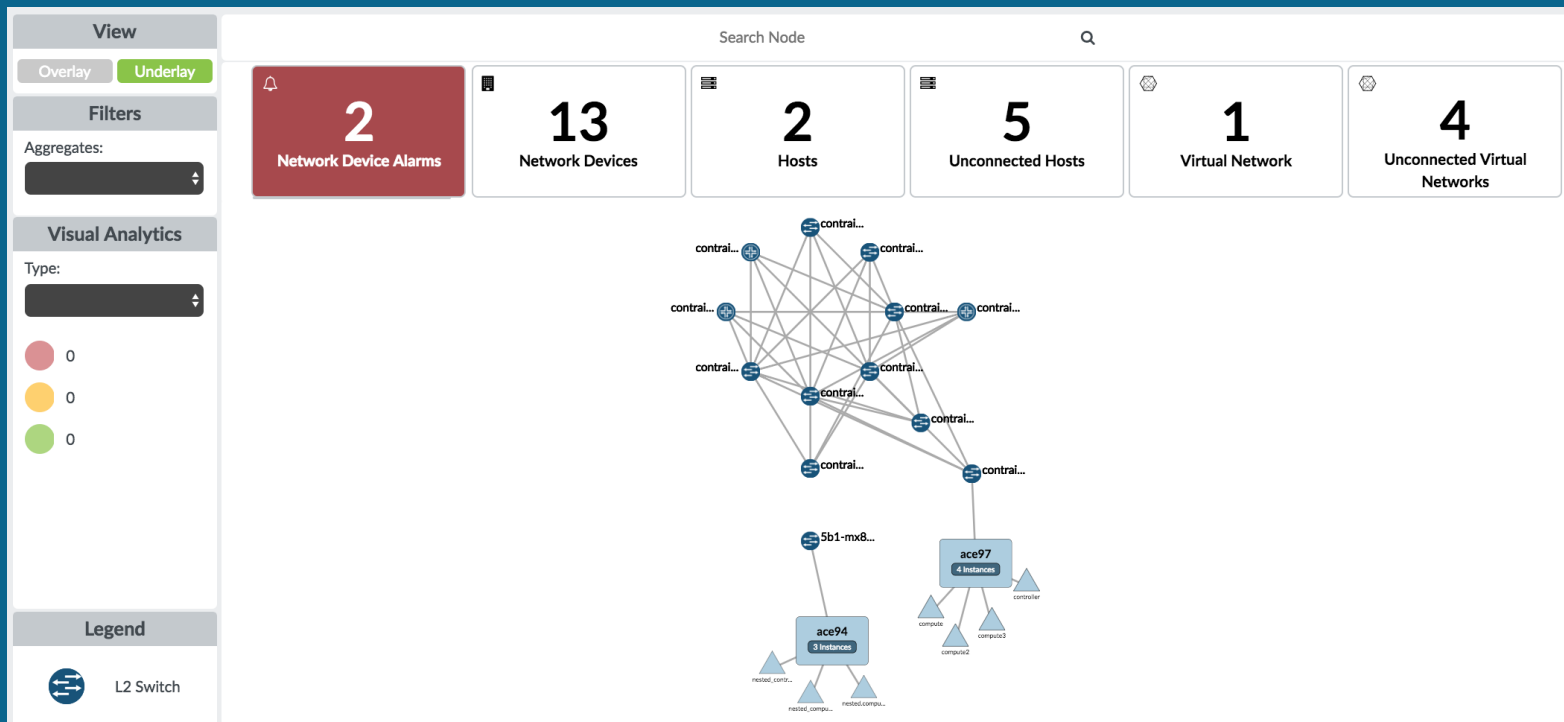 View
Overlay
Underlay
Filters
Aggregates:
Visual Analytics
Type:
0
0
0
Legend
L2 Switch
Search Node
2
Network Device Alarms
13
Network Devices
2
Hosts
5
Unconnected Hosts
1
Virtual Network
4
Unconnected Virtual
Networks
contrai...
contrai...
contrai...
contrai...
contrai...
contrai...
contrai...
contrai...
contrai...
contrai...
contrai...
contrai...
5b1-mx8...
ace97
4 Instances
controller
compute
compute3
compute2
ace94
3 Instances
nested_contr...
nested_compu...
nested.compu...